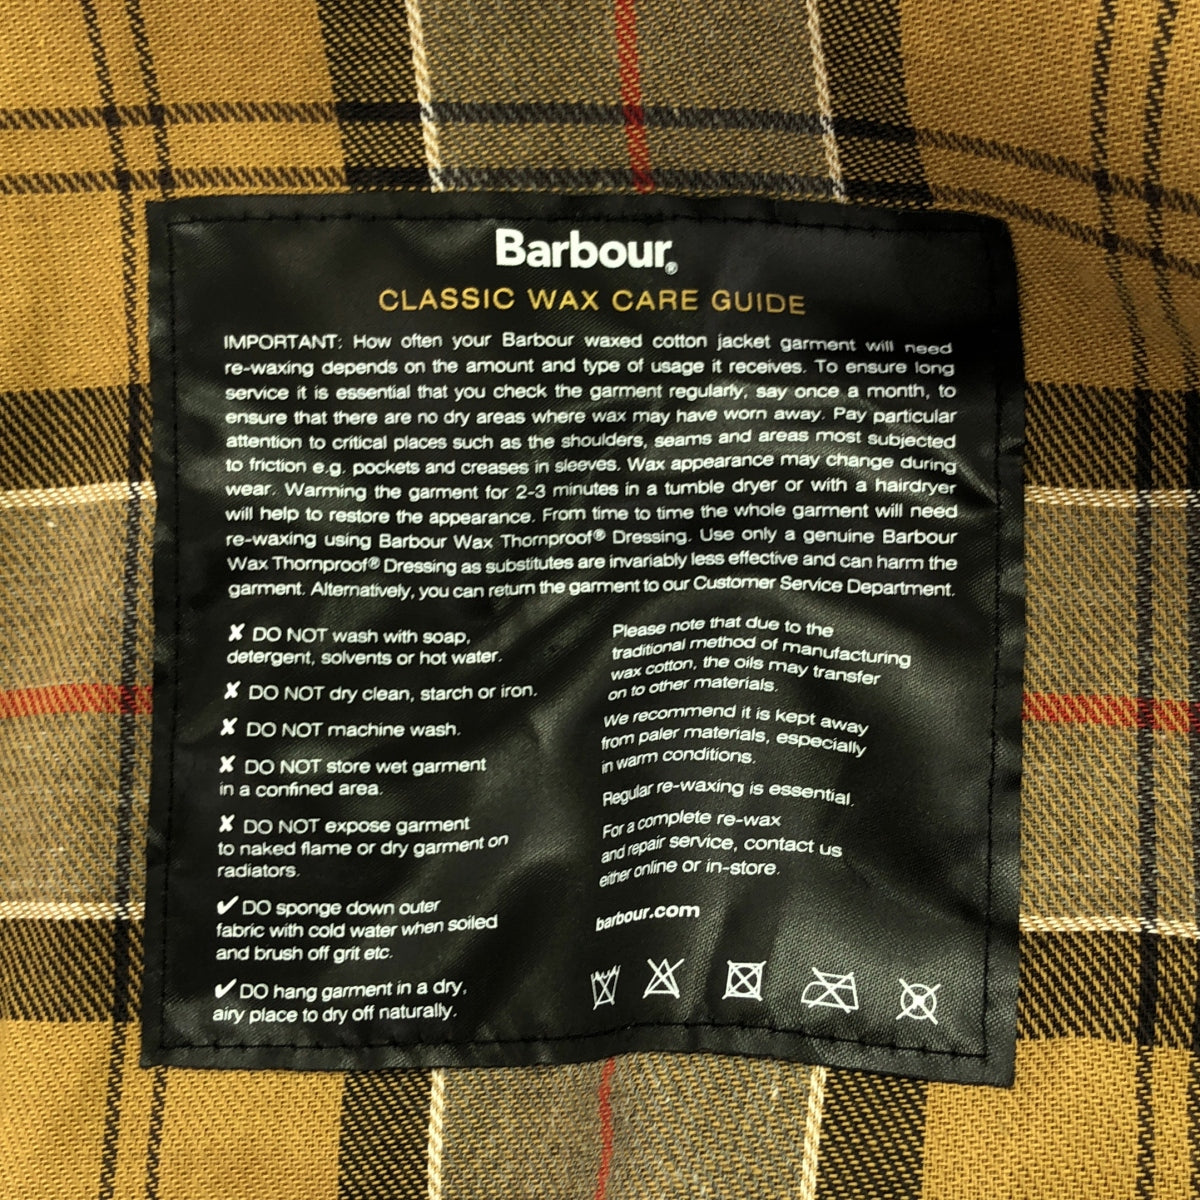 Barbour®
CLASSIC WAX CARE GUIDE
IMPORTANT: How often your Barbour waxed cotton jacket garment will need
re-waxing depends on the amount and type of usage it receives. To ensure long
service it is essential that you check the garment regularly, say once a month, to
ensure that there are no dry areas where wax may have worn away. Pay particular
attention to critical places such as the shoulders, seams and areas most subjected
to friction e.g. pockets and creases in sleeves. Wax appearance may change during
wear. Warming the garment for 2-3 minutes in a tumble dryer or with a hairdryer
will help to restore the appearance. From time to time the whole garment will need
re-waxing using Barbour Wax Thornproof® Dressing. Use only a genuine Barbour
Wax Thornproof® Dressing as substitutes are invariably less effective and can harm the
garment. Alternatively, you can return the garment to our Customer Service Department.
✘ DO NOT wash with soap,
detergent, solvents or hot water.
✘ DO NOT dry clean, starch or iron.
✘ DO NOT machine wash.
✘ DO NOT store wet garment
in a confined area.
✘ DO NOT expose garment
to naked flame or dry garment on
radiators.
✔ DO sponge down outer
fabric with cold water when soiled
and brush off grit etc.
✔ DO hang garment in a dry,
airy place to dry off naturally.
Please note that due to the
traditional method of manufacturing
wax cotton, the oils may transfer
on to other materials.
We recommend it is kept away
from paler materials, especially
in warm conditions.
Regular re-waxing is essential.
For a complete re-wax
and repair service, contact us
either online or in-store.
barbour.com